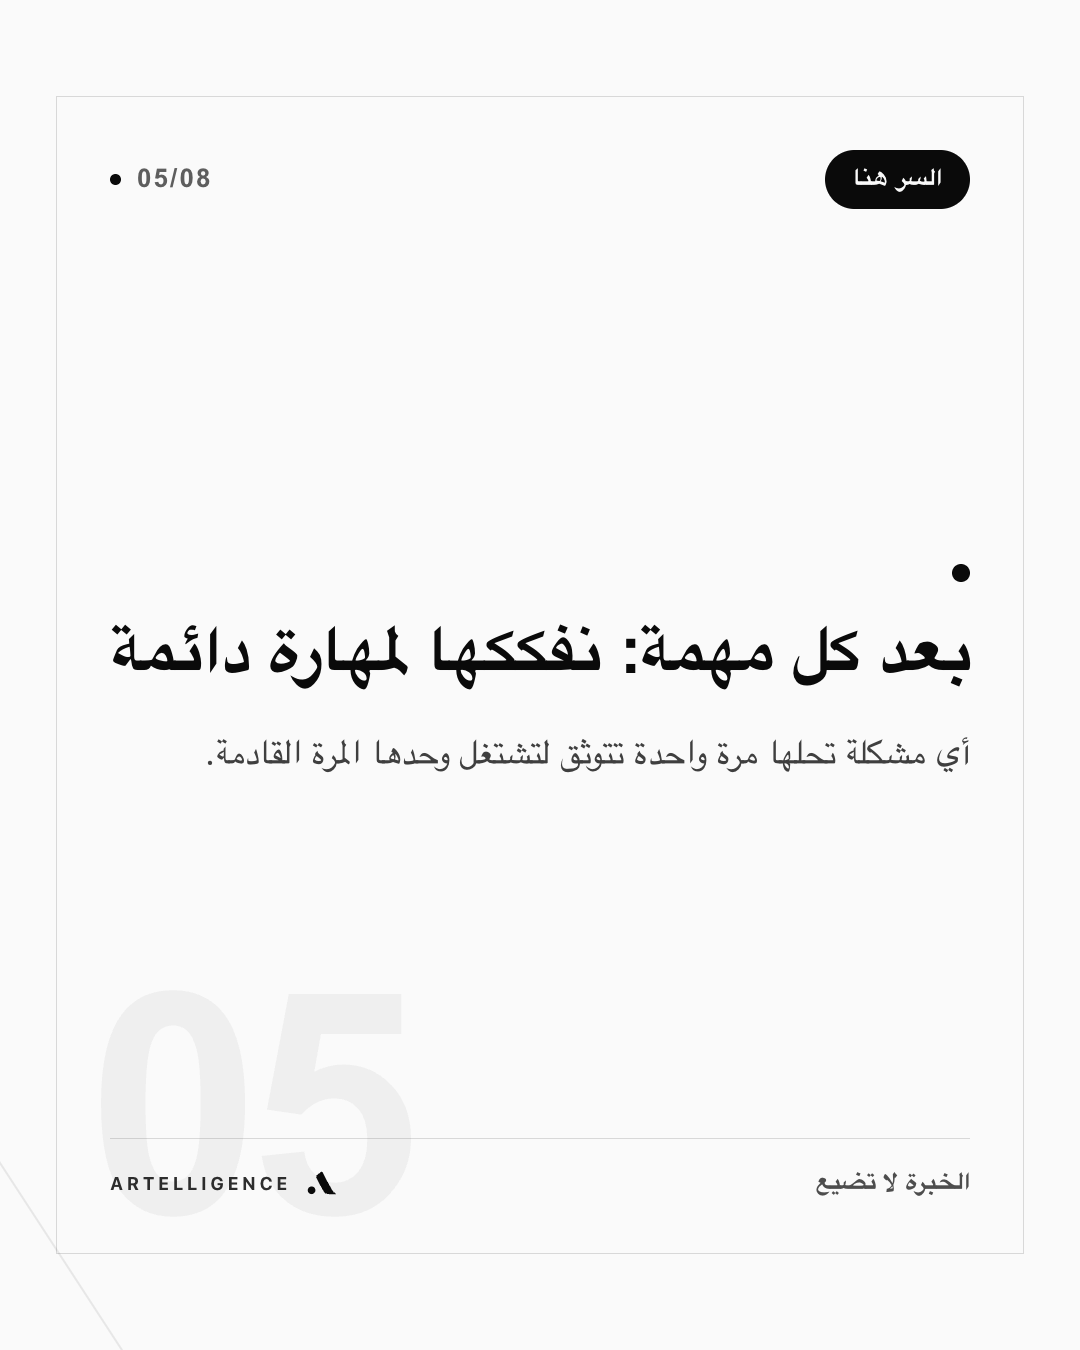 السر هنا
05/08
بعد كل مهمة: نفككها لمهارة دائمة
أي مشكلة تحلها مرة واحدة تتوثق لتشتغل وحدها المرة القادمة.
05
الخبرة لا تضيع
ARTELLIGENCE